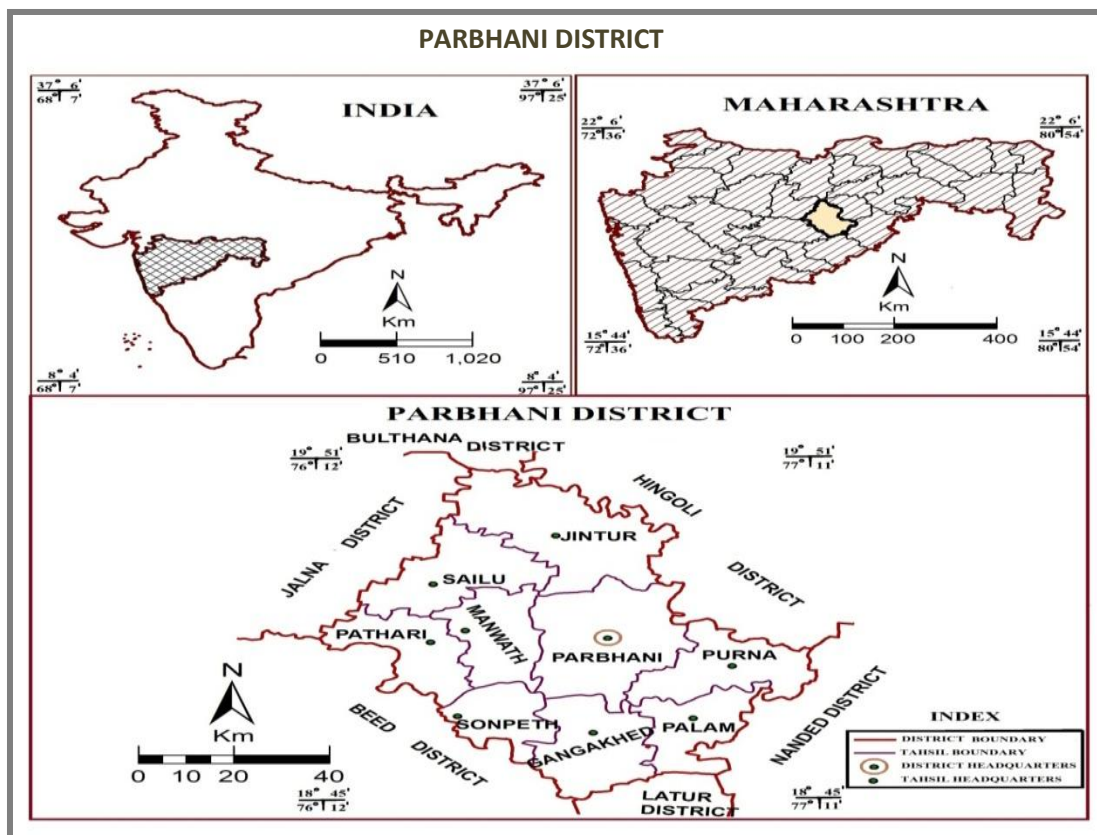 PARBHANI DISTRICT
37° 6'
68° 7'
INDIA
37° 6'
97° 25'
N
Km
0 510 1,020
8° 4'
68° 7'
8° 4'
97° 25'
MAHARASHTRA
22° 6'
72° 36'
22° 6'
80° 54'
N
Km
0 100 200 400
15° 44'
72° 36'
15° 44'
80° 54'
PARBHANI DISTRICT
19° 51'
76° 12'
BULTHANA DISTRICT
19° 51'
77° 11'
HINGOLI DISTRICT
JALNA DISTRICT
JINTUR
SAILU
MANWATH
PATHARI
PARBHANI
PURNA
N
Km
0 10 20 40
BEED DISTRICT
SONPETH
GANGAKHED
PALAM
NANDED DISTRICT
LATUR
DISTRICT
18° 45'
76° 12'
18° 45'
77° 11'
INDEX
DISTRICT BOUNDARY
TAHSIL BOUNDARY
DISTRICT HEADQUARTERS
TAHSIL HEADQUARTERS